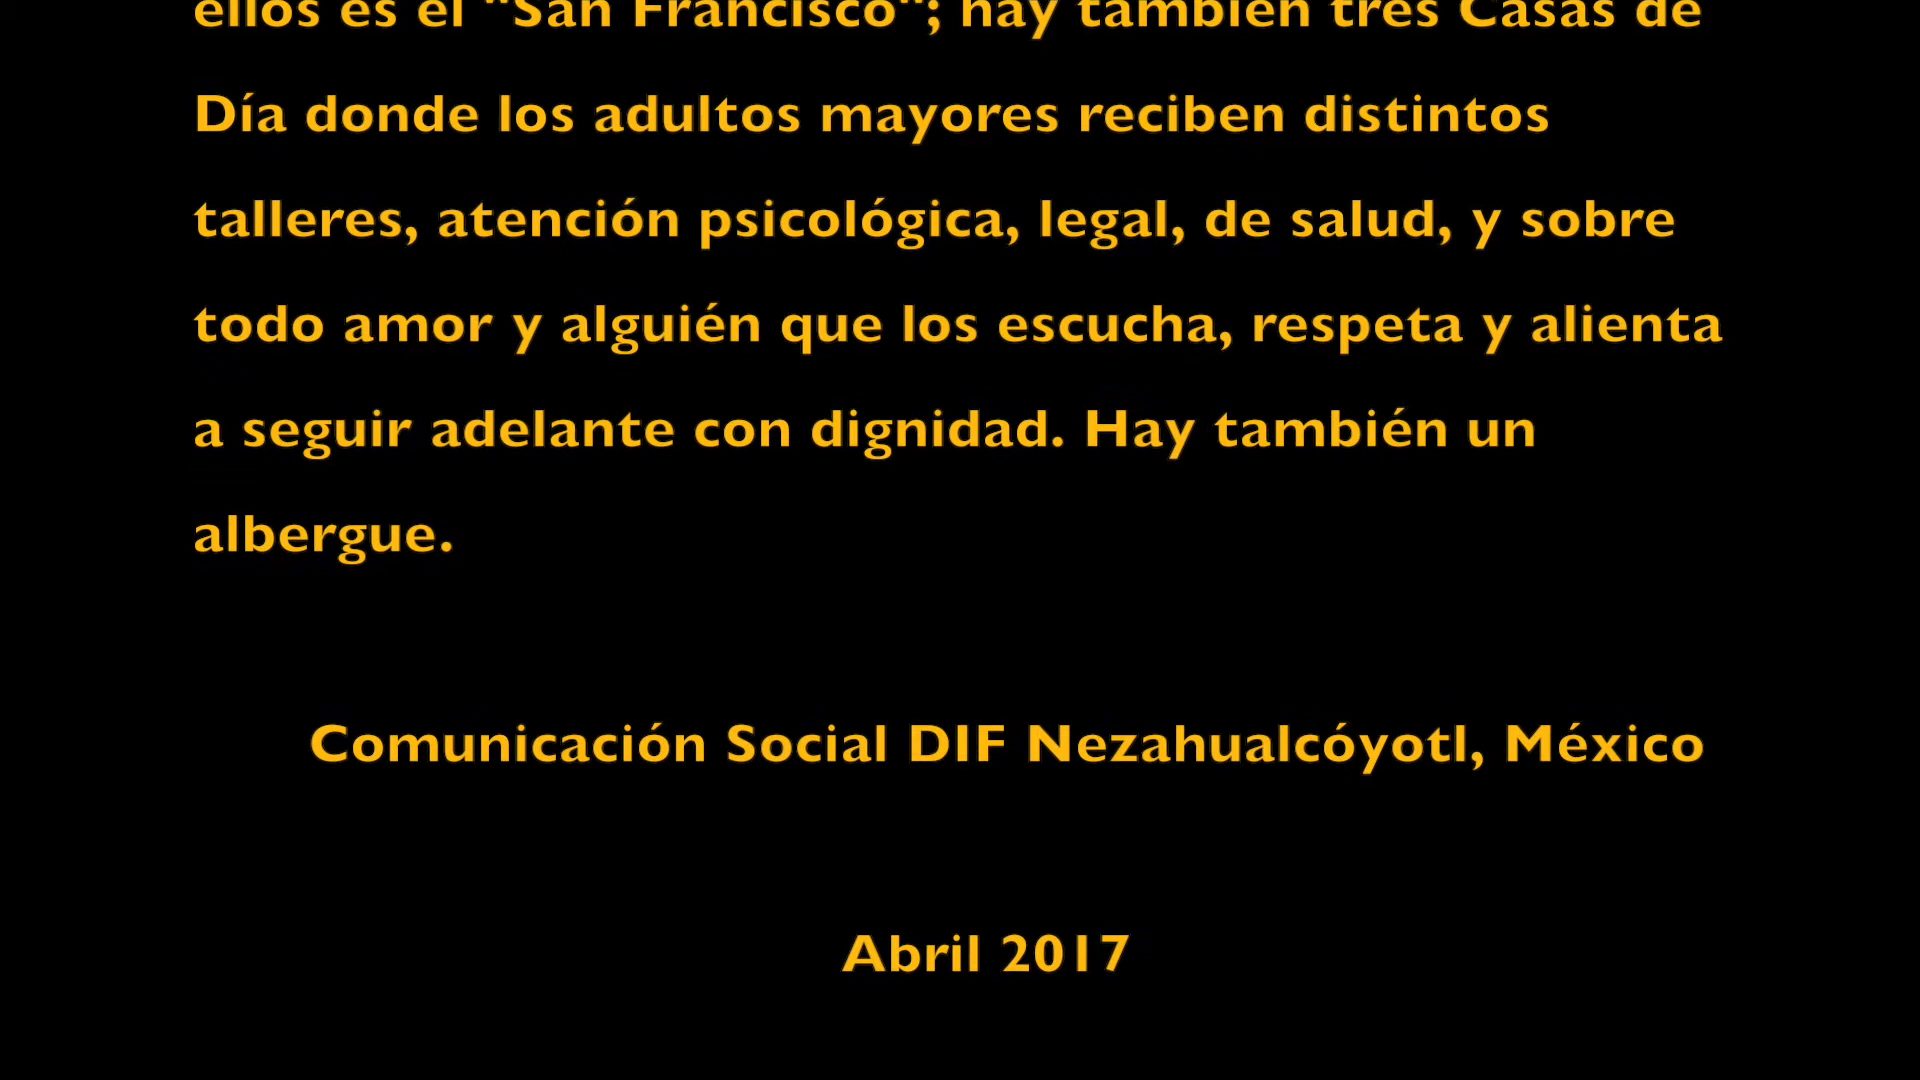 ellos es el "San Francisco"; hay también tres Casas de
Día donde los adultos mayores reciben distintos
talleres, atención psicológica, legal, de salud, y sobre
todo amor y alguién que los escucha, respeta y alienta
a seguir adelante con dignidad. Hay también un
albergue.
Comunicación Social DIF Nezahualcóyotl, México
Abril 2017